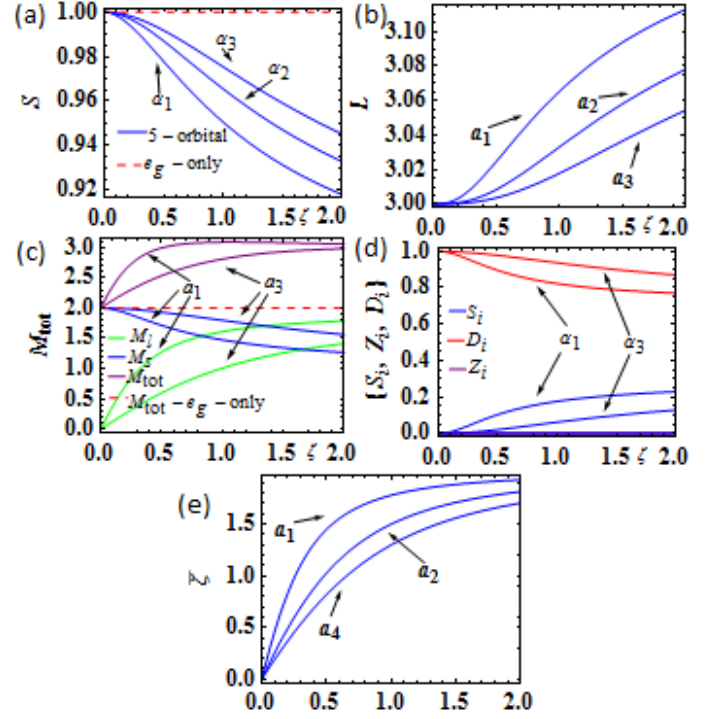 (a)
1.00
0.98
0.96
0.94
0.92
S
α3
α2
α1
5 – orbital
eg – only
0.0 0.5 1.0 1.5 ζ 2.0
(b)
3.10
3.08
3.06
3.04
3.02
3.00
L
a1
a2
a3
0.0 0.5 1.0 1.5 ζ 2.0
(c)
3.0
2.5
2.0
1.5
1.0
0.5
0.0
Mtot
a1
a3
Ml
Ms
Mtot
Mtot – eg – only
0.0 0.5 1.0 1.5 ζ 2.0
(d)
1.0
0.8
0.6
0.4
0.2
0.0
{Si, Zi, Di}
Si
Di
Zi
α1
α3
0.0 0.5 1.0 1.5 ζ 2.0
(e)
1.5
1.0
0.5
0.0
ζ̅
a1
a2
a4
0.0 0.5 1.0 1.5 2.0